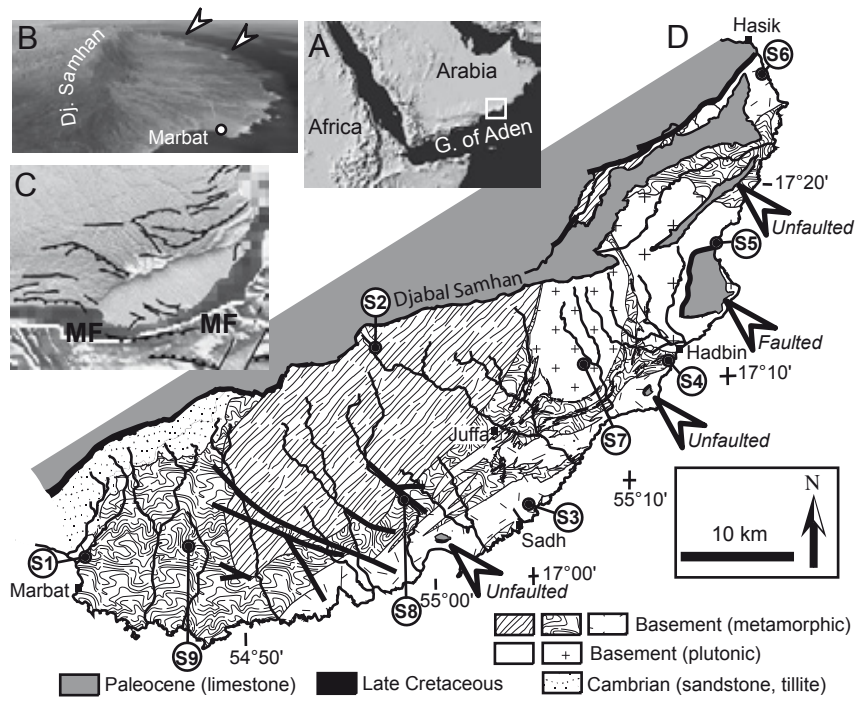 B
Dj. Samhan
Marbat
A
Arabia
Africa
G. of Aden
D
Hasik
S6
17°20'
Unfaulted
S5
C
MF
MF
Djabal Samhan
S2
Faulted
Hadbin
S4
17°10'
Unfaulted
Juffa
S7
55°10'
N
10 km
S3
Sadh
S1
Marbat
17°00'
Unfaulted
55°00'
S8
S9
54°50'
Basement (metamorphic)
Basement (plutonic)
Paleocene (limestone)
Late Cretaceous
Cambrian (sandstone, tillite)